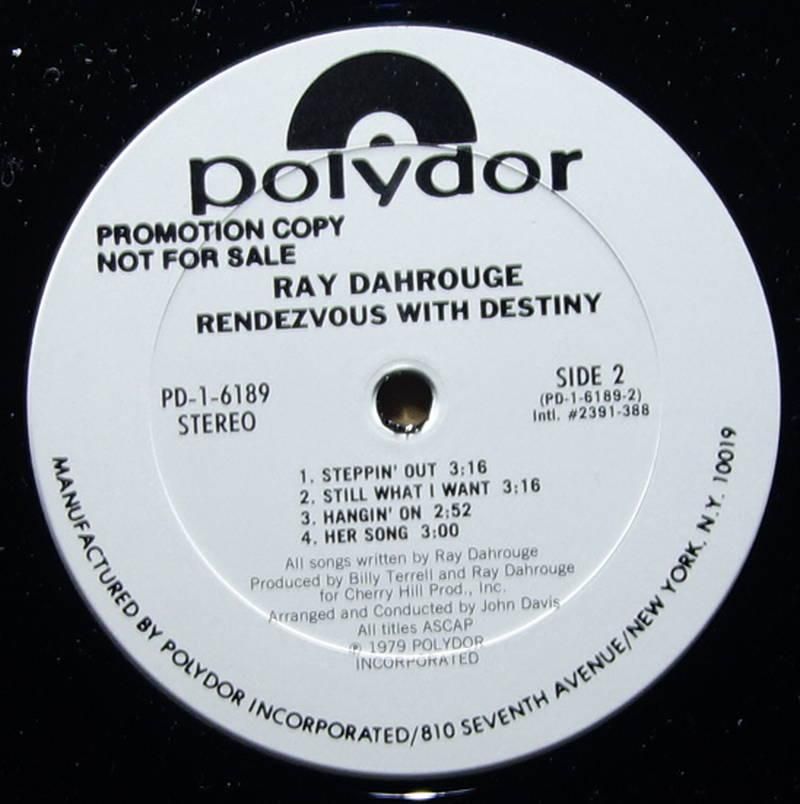 polydor
PROMOTION COPY
NOT FOR SALE
RAY DAHROUGE
RENDEZVOUS WITH DESTINY
PD-1-6189
STEREO
SIDE 2
(PD-1-6189-2)
Intl. #2391-388
1. STEPPIN' OUT 3:16
2. STILL WHAT I WANT 3:16
3. HANGIN' ON 2:52
4. HER SONG 3:00
All songs written by Ray Dahrouge
Produced by Billy Terrell and Ray Dahrouge
for Cherry Hill Prod., Inc.
Arranged and Conducted by John Davis
All titles ASCAP
℗ 1979 POLYDOR
INCORPORATED
MANUFACTURED BY POLYDOR INCORPORATED/810 SEVENTH AVENUE/NEW YORK, N.Y. 10019